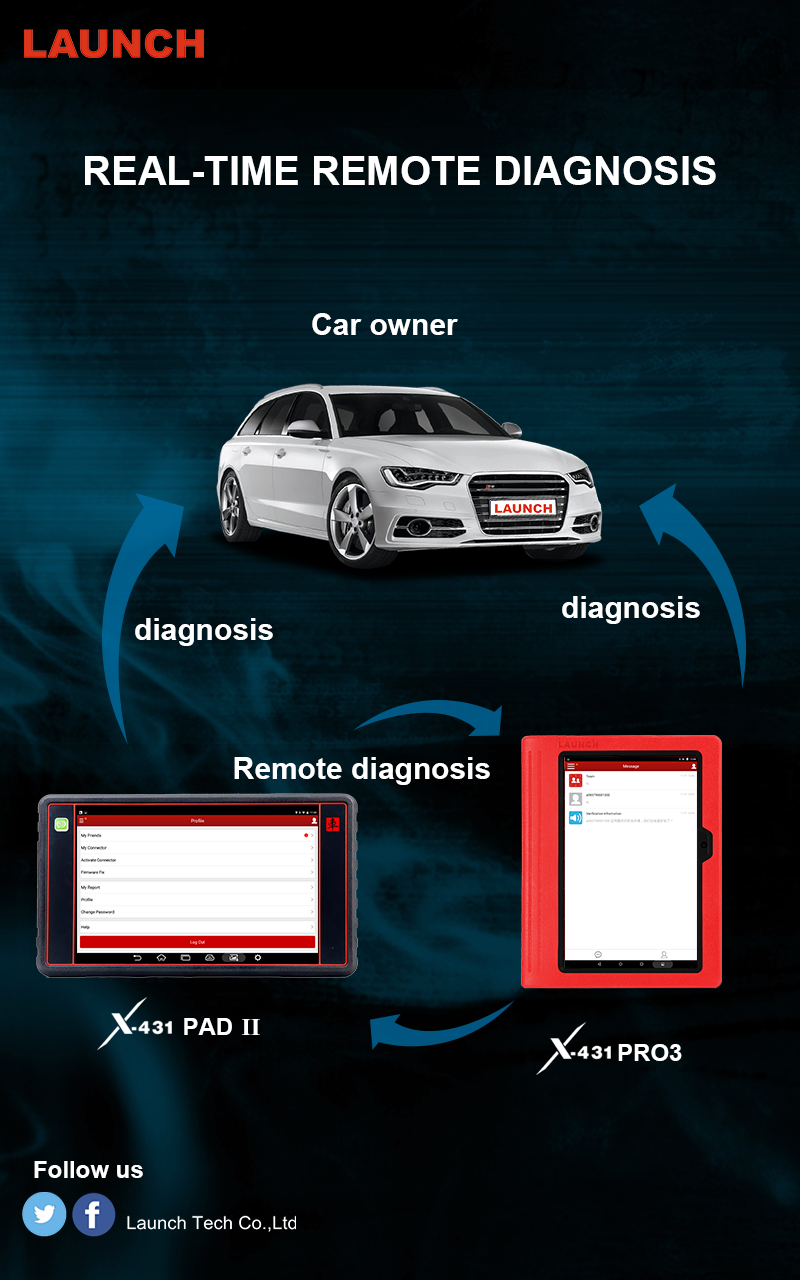 LAUNCH
REAL-TIME REMOTE DIAGNOSIS
Car owner
LAUNCH
diagnosis
diagnosis
Remote diagnosis
LAUNCH
Profile
My Friends
My Connector
Activate Connector
Firmware Fix
My Report
Profile
Change Password
Help
Log Out
Message
Team
Verification information
X-431 PAD II
X-431 PRO3
Follow us
Launch Tech Co.,Ltd